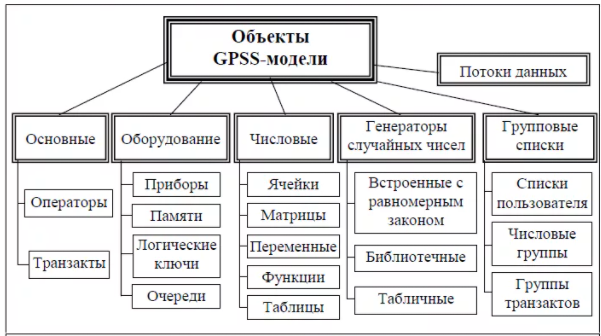 Объекты
GPSS-модели
Потоки данных
Основные
Оборудование
Числовые
Генераторы
случайных чисел
Групповые
списки
Операторы
Транзакты
Приборы
Памяти
Логические
ключи
Очереди
Ячейки
Матрицы
Переменные
Функции
Таблицы
Встроенные с
равномерным
законом
Библиотечные
Табличные
Списки
пользователя
Числовые
группы
Группы
транзактов